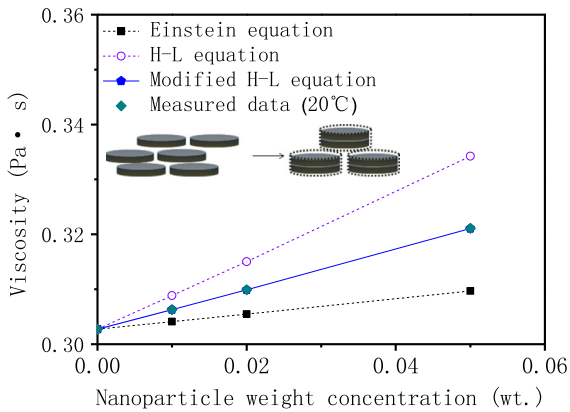 0.36
Einstein equation
H-L equation
Modified H-L equation
Measured data (20℃)
0.34
0.32
0.30
Viscosity (Pa• s)
0.00
0.02
0.04
0.06
Nanoparticle weight concentration (wt.)